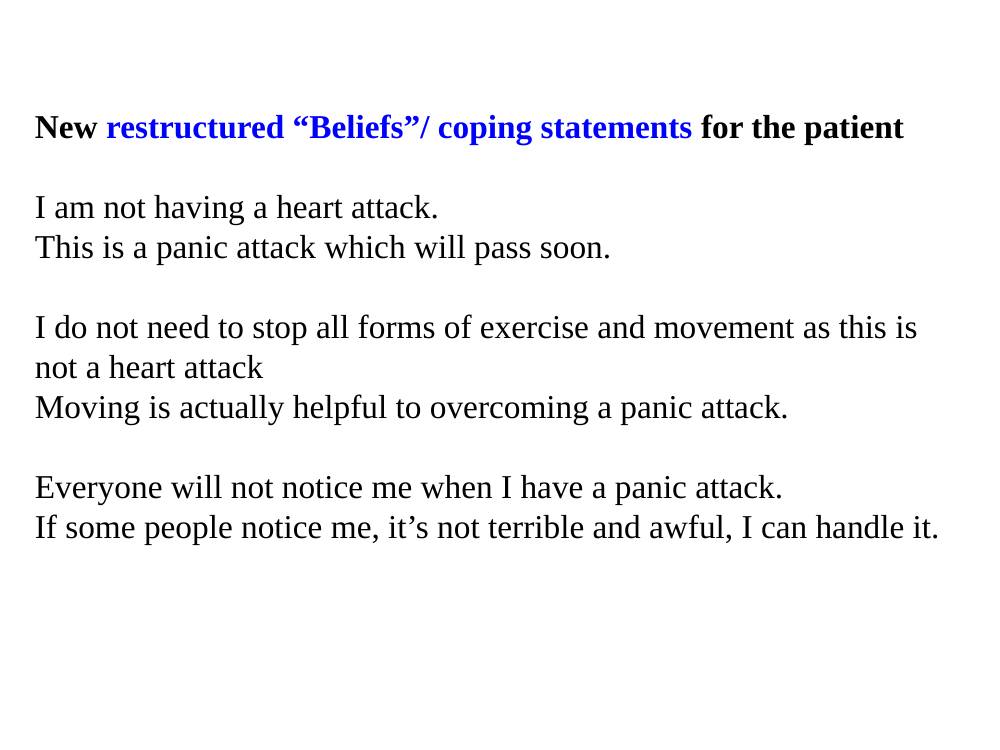 New restructured “Beliefs”/ coping statements for the patient
I am not having a heart attack.
This is a panic attack which will pass soon.
I do not need to stop all forms of exercise and movement as this is
not a heart attack
Moving is actually helpful to overcoming a panic attack.
Everyone will not notice me when I have a panic attack.
If some people notice me, it’s not terrible and awful, I can handle it.